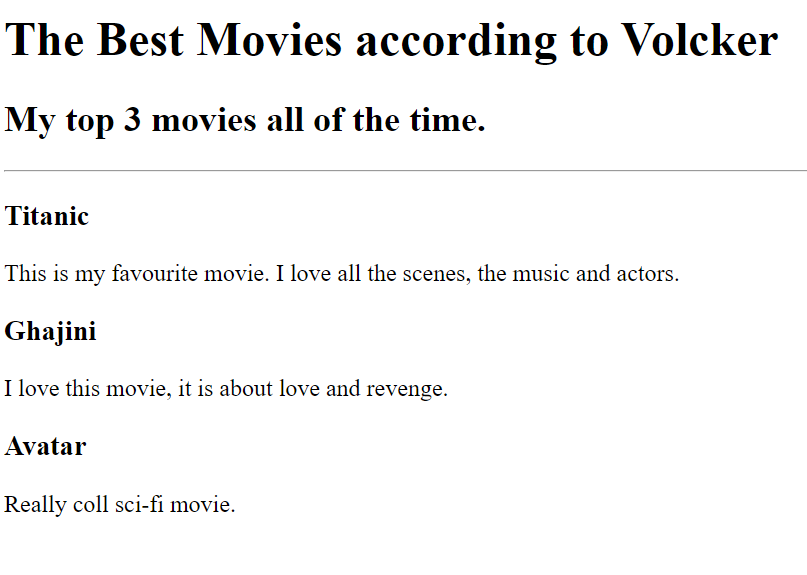 The Best Movies according to Volcker
My top 3 movies all of the time.
Titanic
This is my favourite movie. I love all the scenes, the music and actors.
Ghajini
I love this movie, it is about love and revenge.
Avatar
Really coll sci-fi movie.